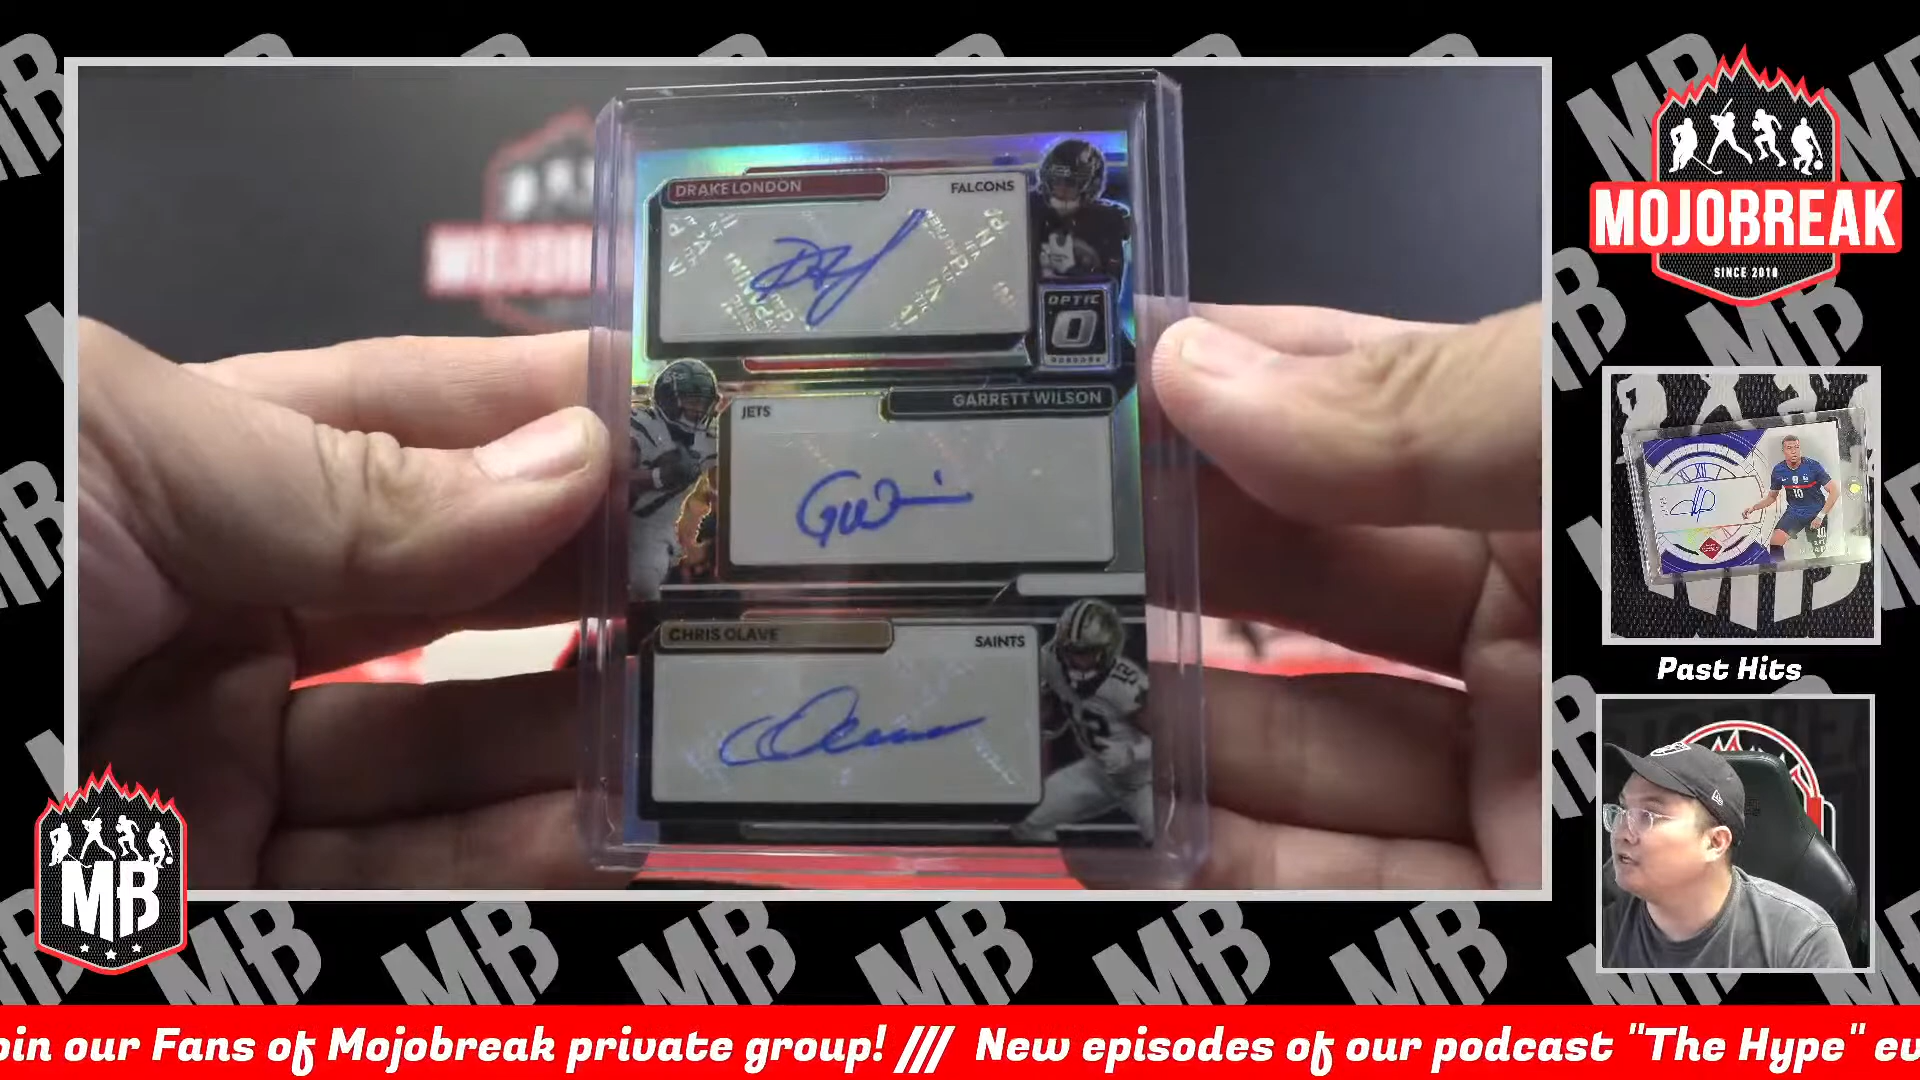 DRAKE LONDON
FALCONS
OPTIC
JETS
GARRETT WILSON
CHRIS OLAVE
SAINTS
MOJOBREAK
SINCE 2010
Past Hits
MB
oin our Fans of Mojobreak private group! /// New episodes of our podcast "The Hype" ev